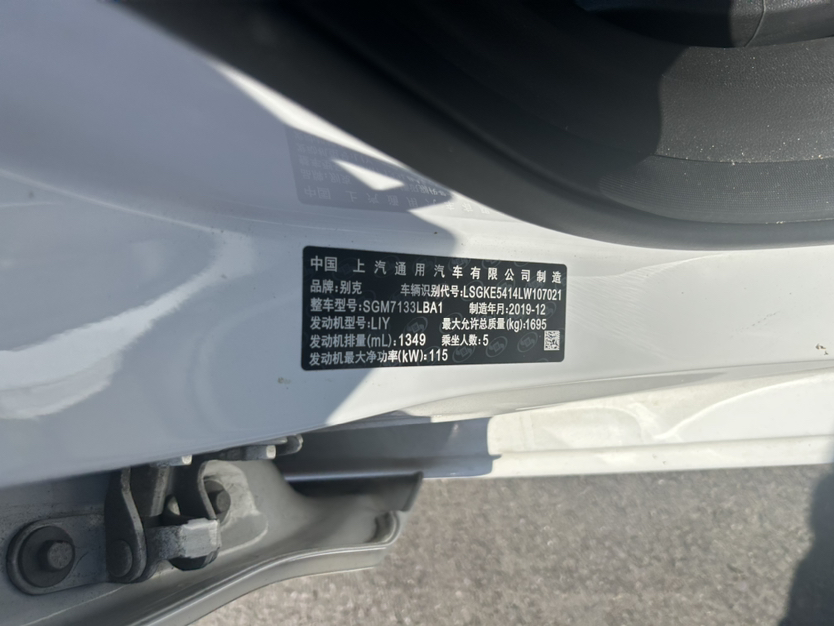 中国 上汽通用汽车有限公司制造
品牌:别克 车辆识别代号:LSGKE5414LW107021
整车型号:SGM7133LBA1 制造年月:2019-12
发动机型号:LIY 最大允许总质量(kg):1695
发动机排量(mL):1349 乘坐人数:5
发动机最大净功率(kW):115